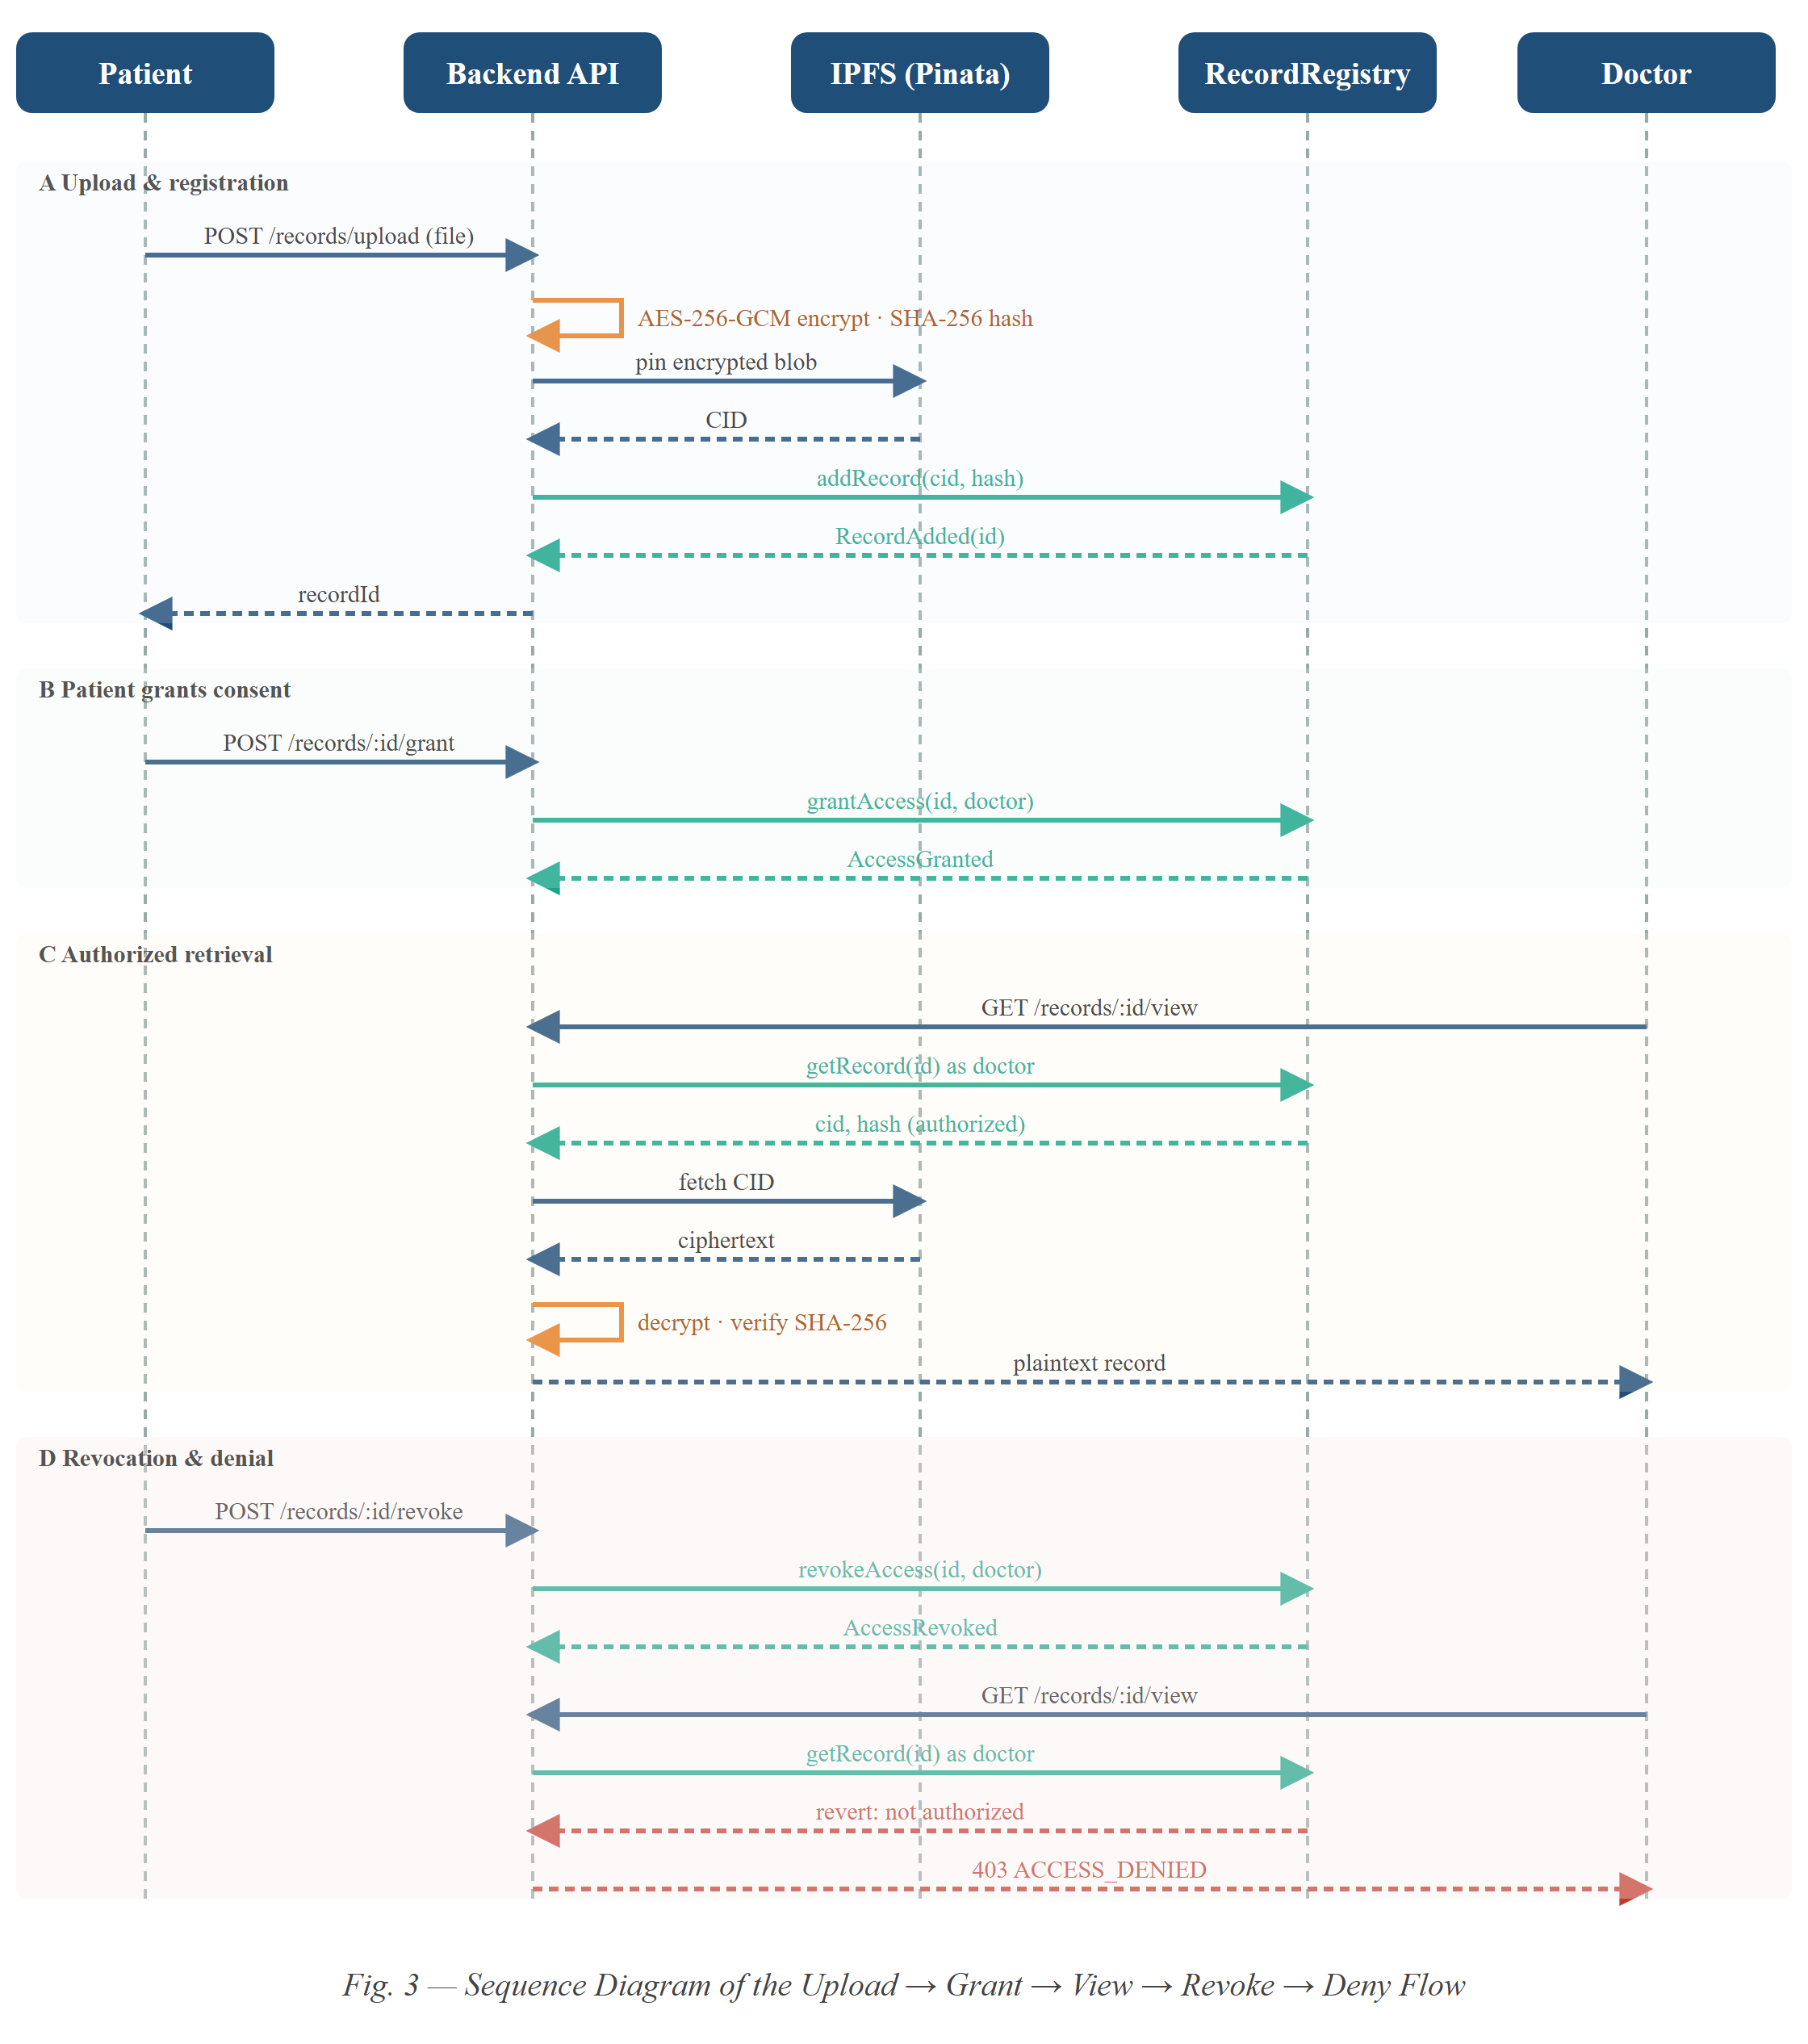 Patient
Backend API
IPFS (Pinata)
RecordRegistry
Doctor
A Upload & registration
POST /records/upload (file)
AES-256-GCM encrypt · SHA-256 hash
pin encrypted blob
CID
addRecord(cid, hash)
RecordAdded(id)
recordId
B Patient grants consent
POST /records/:id/grant
grantAccess(id, doctor)
AccessGranted
C Authorized retrieval
GET /records/:id/view
getRecord(id) as doctor
cid, hash (authorized)
fetch CID
ciphertext
decrypt · verify SHA-256
plaintext record
D Revocation & denial
POST /records/:id/revoke
revokeAccess(id, doctor)
AccessRevoked
GET /records/:id/view
getRecord(id) as doctor
revert: not authorized
403 ACCESS_DENIED
Fig. 3 — Sequence Diagram of the Upload → Grant → View → Revoke → Deny Flow